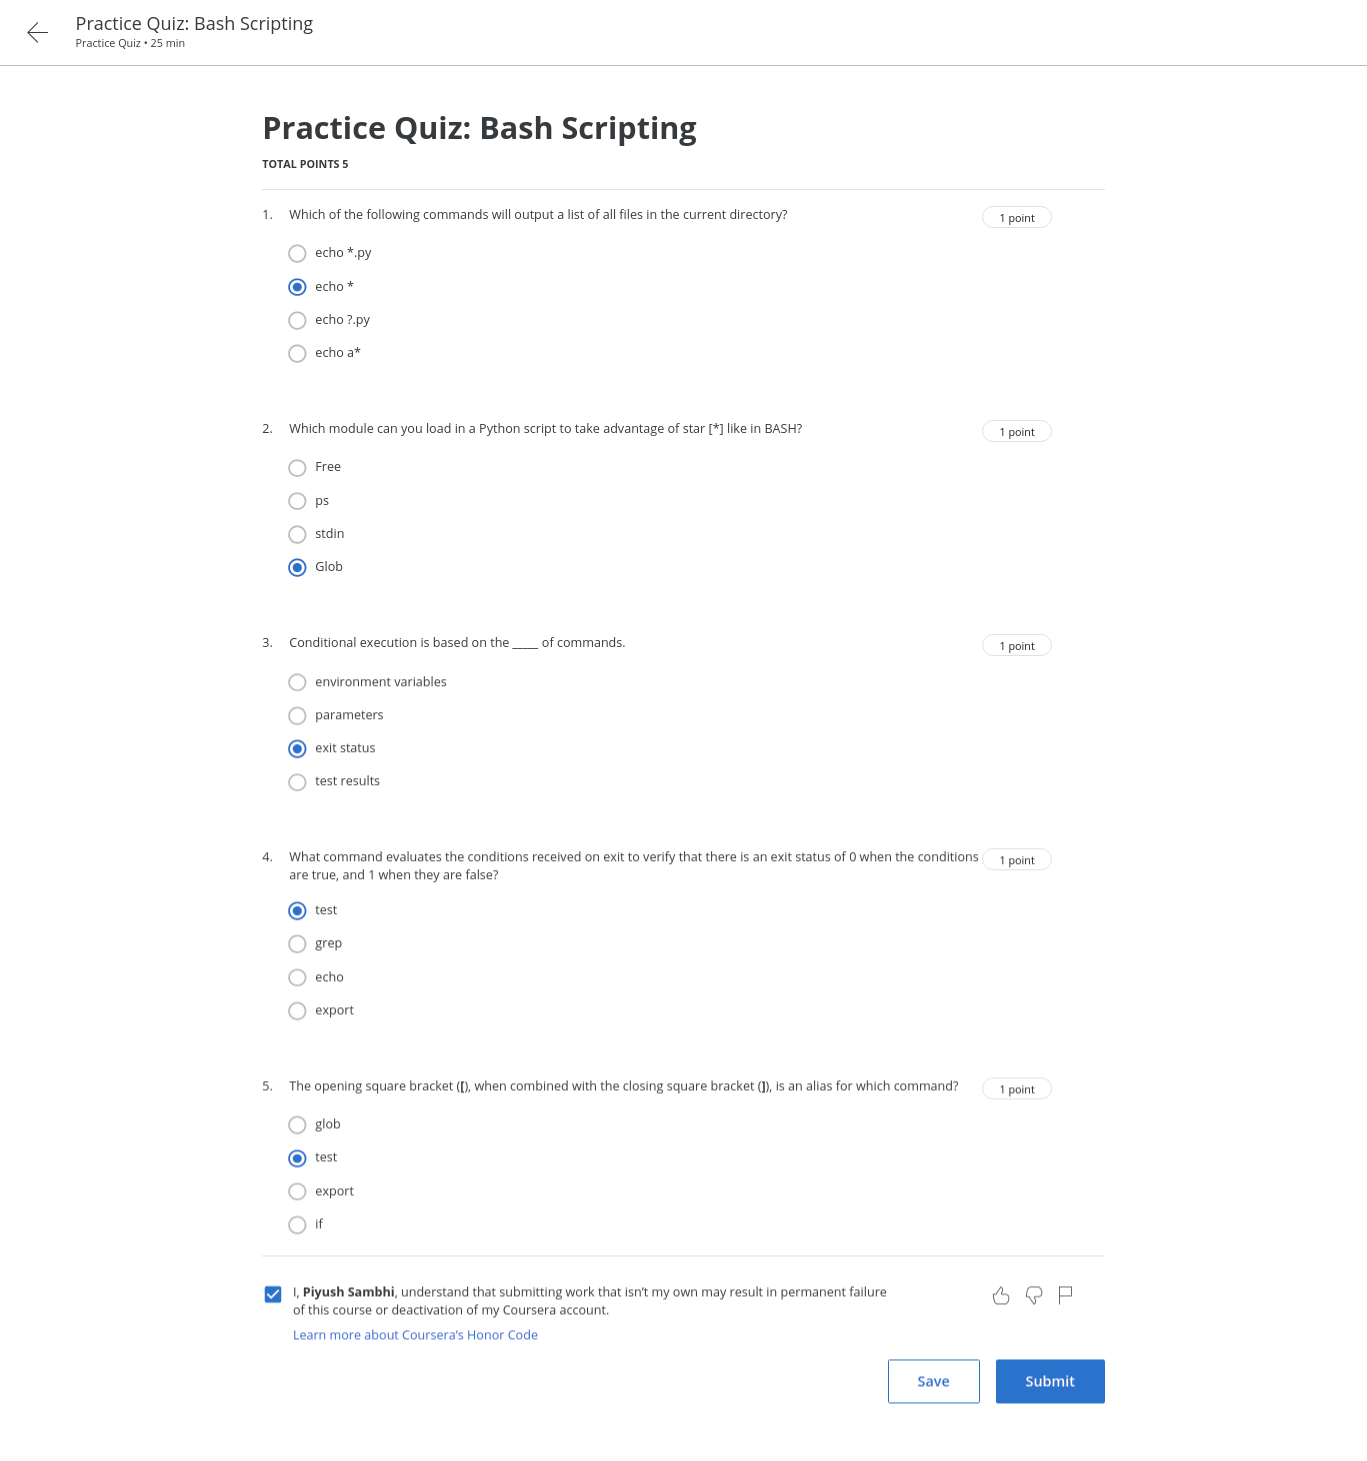 Practice Quiz: Bash Scripting
Practice Quiz • 25 min
Practice Quiz: Bash Scripting
TOTAL POINTS 5
1. Which of the following commands will output a list of all files in the current directory? 1 point
echo *.py
echo *
echo ?.py
echo a*
2. Which module can you load in a Python script to take advantage of star [*] like in BASH? 1 point
Free
ps
stdin
Glob
3. Conditional execution is based on the _____ of commands. 1 point
environment variables
parameters
exit status
test results
4. What command evaluates the conditions received on exit to verify that there is an exit status of 0 when the conditions 1 point
are true, and 1 when they are false?
test
grep
echo
export
5. The opening square bracket ([), when combined with the closing square bracket (]), is an alias for which command? 1 point
glob
test
export
if
I, Piyush Sambhi, understand that submitting work that isn't my own may result in permanent failure
of this course or deactivation of my Coursera account.
Learn more about Coursera's Honor Code
Save Submit